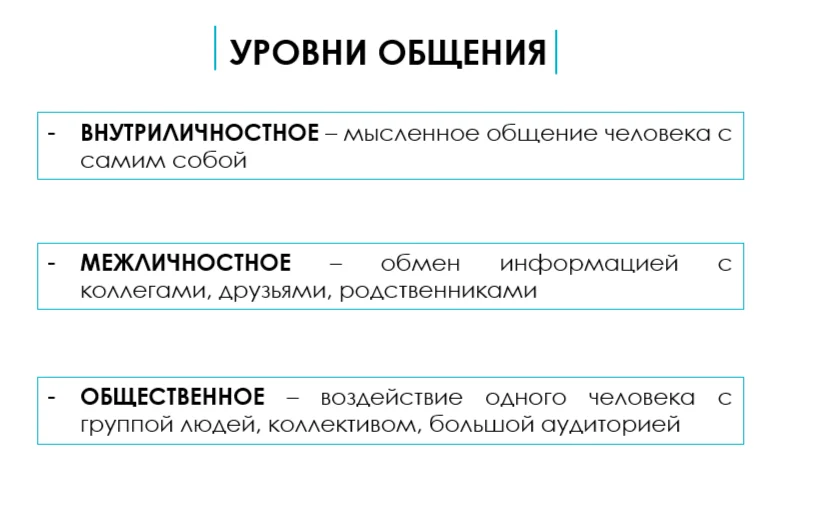 УРОВНИ ОБЩЕНИЯ
- ВНУТРИЛИЧНОСТНОЕ – мысленное общение человека с
самим собой
- МЕЖЛИЧНОСТНОЕ – обмен информацией с
коллегами, друзьями, родственниками
- ОБЩЕСТВЕННОЕ – воздействие одного человека с
группой людей, коллективом, большой аудиторией